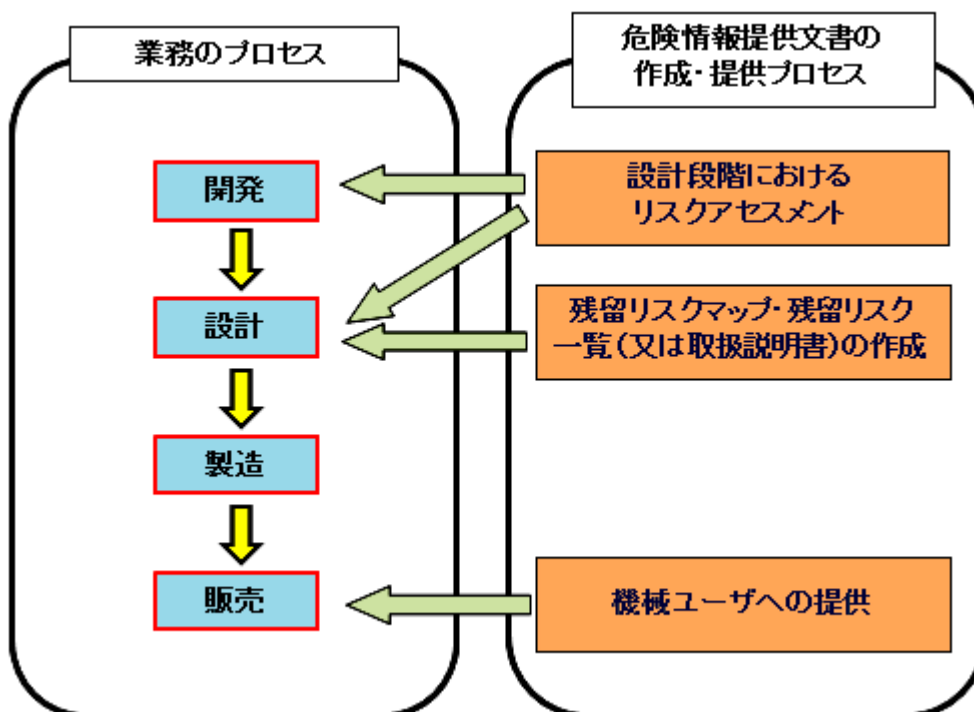 業務のプロセス
危険情報提供文書の
作成・提供プロセス
開発
設計
製造
販売
設計段階における
リスクアセスメント
残留リスクマップ・残留リスク
一覧(又は取扱説明書)の作成
機械ユーザへの提供